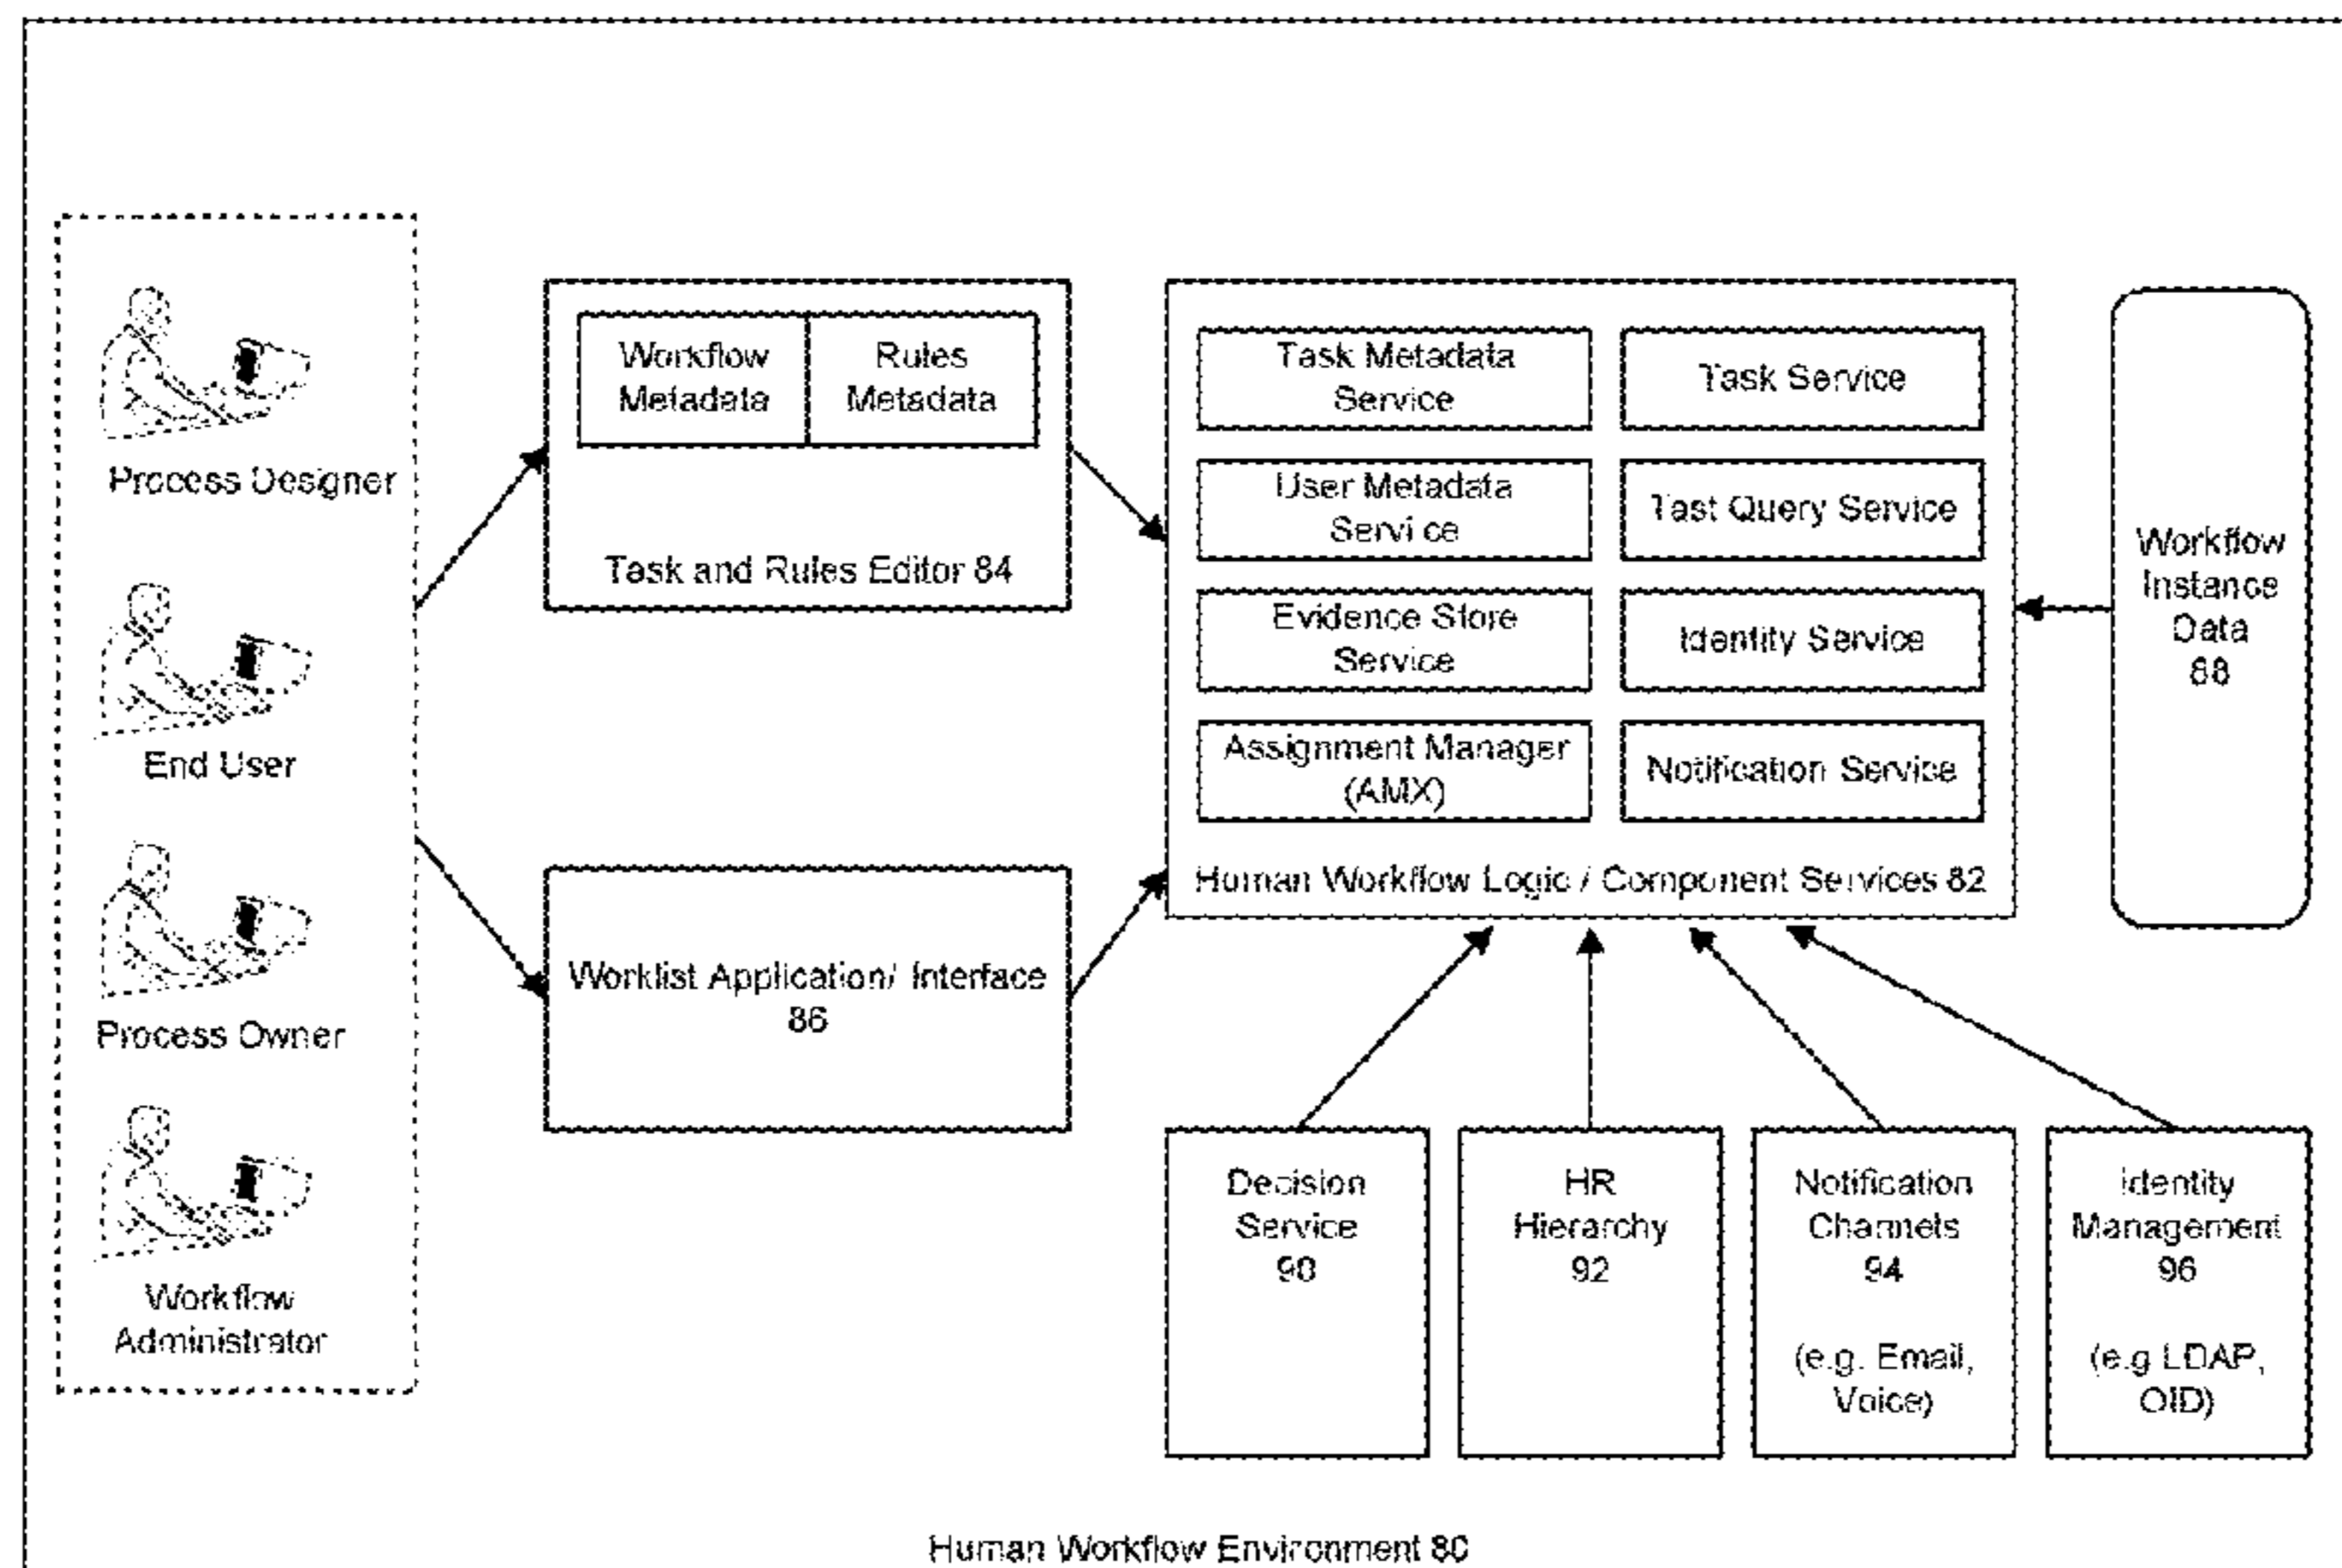 Process Designer
End User
Process Owner
Workflow
Administrator
Workflow
Metadata
Rules
Metadata
Task and Rules Editor 84
Worklist Application/ Interface
86
Task Metadata
Service
Task Service
User Metadata
Service
Tast Query Service
Evidence Store
Service
Identity Service
Assignment Manager
(AMX)
Notification Service
Human Workflow Logic / Component Services 82
Workflow
Instance
Data
88
Decision
Service
90
HR
Hierarchy
92
Notification
Channels
94
(e.g. Email,
Voice)
Identity
Management
96
(e.g LDAP,
OID)
Human Workflow Environment 80